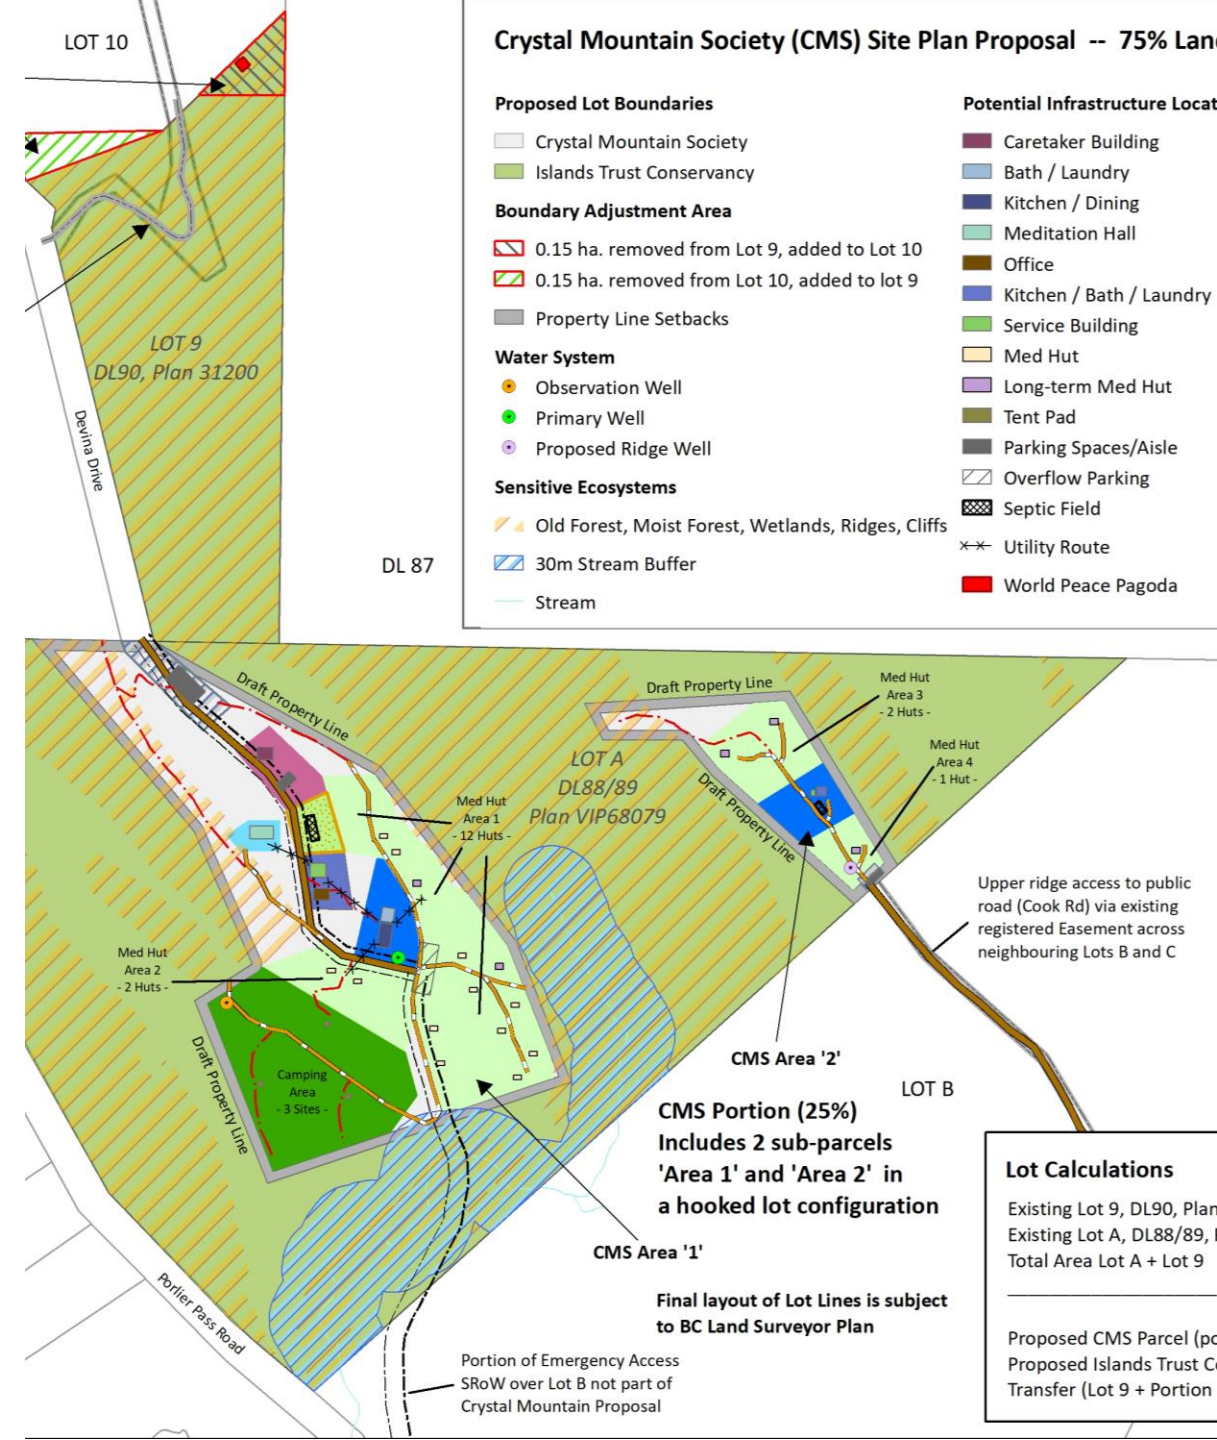 LOT 10
Crystal Mountain Society (CMS) Site Plan Proposal -- 75% Land
Proposed Lot Boundaries
Crystal Mountain Society
Islands Trust Conservancy
Boundary Adjustment Area
0.15 ha. removed from Lot 9, added to Lot 10
0.15 ha. removed from Lot 10, added to lot 9
Property Line Setbacks
Water System
Observation Well
Primary Well
Proposed Ridge Well
Sensitive Ecosystems
Old Forest, Moist Forest, Wetlands, Ridges, Cliffs
30m Stream Buffer
Stream
Potential Infrastructure Locat
Caretaker Building
Bath / Laundry
Kitchen / Dining
Meditation Hall
Office
Kitchen / Bath / Laundry
Service Building
Med Hut
Long-term Med Hut
Tent Pad
Parking Spaces/Aisle
Overflow Parking
Septic Field
Utility Route
World Peace Pagoda
LOT 9
DL90, Plan 31200
Devina Drive
DL 87
Draft Property Line
Draft Property Line
Med Hut
Area 3
- 2 Huts -
Med Hut
Area 4
- 1 Hut -
LOT A
DL88/89
Plan VIP68079
Draft Property Line
Med Hut
Area 1
- 12 Huts -
Upper ridge access to public
road (Cook Rd) via existing
registered Easement across
neighbouring Lots B and C
Med Hut
Area 2
- 2 Huts -
Draft Property Line
Camping
Area
- 3 Sites -
CMS Area '2'
LOT B
CMS Portion (25%)
Includes 2 sub-parcels
'Area 1' and 'Area 2' in
a hooked lot configuration
CMS Area '1'
Final layout of Lot Lines is subject
to BC Land Surveyor Plan
Porlier Pass Road
Portion of Emergency Access
SRoW over Lot B not part of
Crystal Mountain Proposal
Lot Calculations
Existing Lot 9, DL90, Plan
Existing Lot A, DL88/89,
Total Area Lot A + Lot 9
Proposed CMS Parcel (po
Proposed Islands Trust Co
Transfer (Lot 9 + Portion